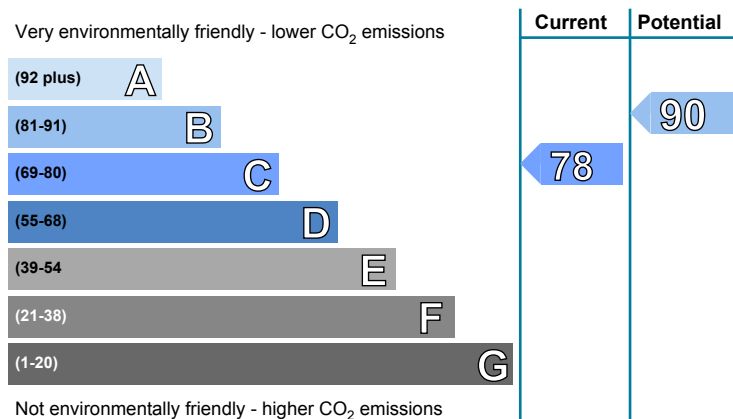 Current Potential
Very environmentally friendly - lower CO2 emissions
(92 plus) A
(81-91) B 90
(69-80) C 78
(55-68) D
(39-54 E
(21-38) F
(1-20) G
Not environmentally friendly - higher CO2 emissions